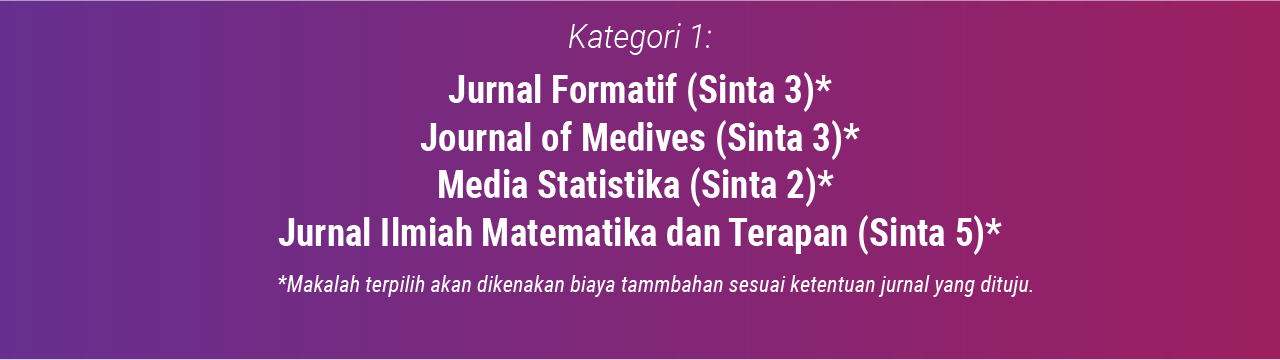 Kategori 1:
Jurnal Formatif (Sinta 3)*
Journal of Medives (Sinta 3)*
Media Statistika (Sinta 2)*
Jurnal Ilmiah Matematika dan Terapan (Sinta 5)*
*Makalah terpilih akan dikenakan biaya tammbahan sesuai ketentuan jurnal yang dituju.